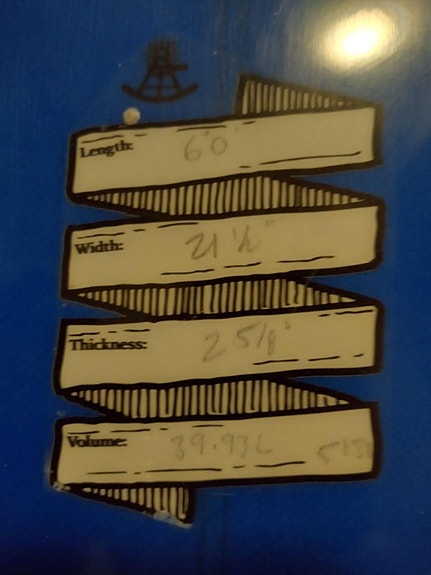 Length: 6'0"
Width: 21 1/2"
Thickness: 2 5/8"
Volume: 39.93L